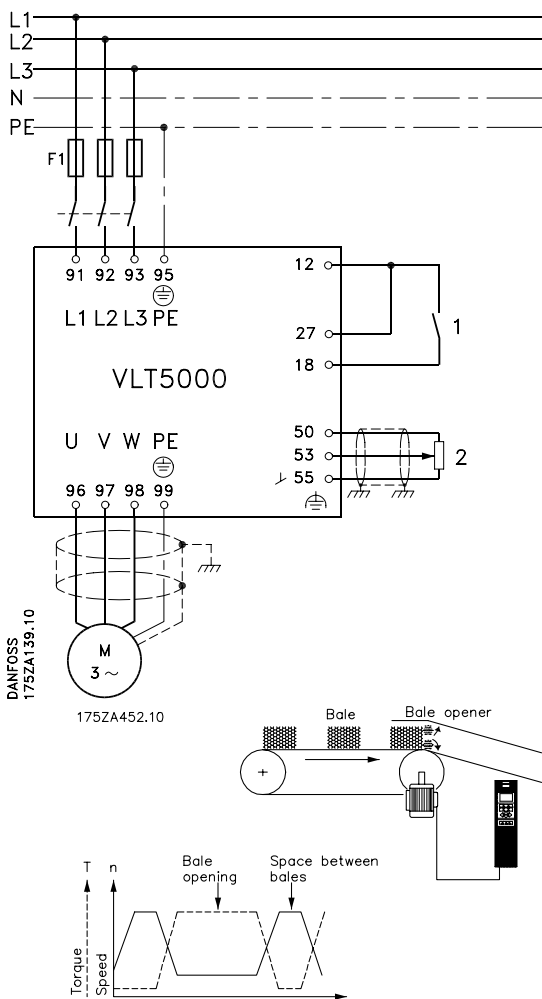 L1
L2
L3
N
PE
F1
91 92 93 95
L1 L2 L3 PE
12
27
18
1
VLT5000
U V W PE
50
53
55
2
96 97 98 99
M
3 ~
DANFOSS
175ZA139.10
175ZA452.10
Bale
Bale opener
T n
Bale
opening
Space between
bales
Torque
Speed